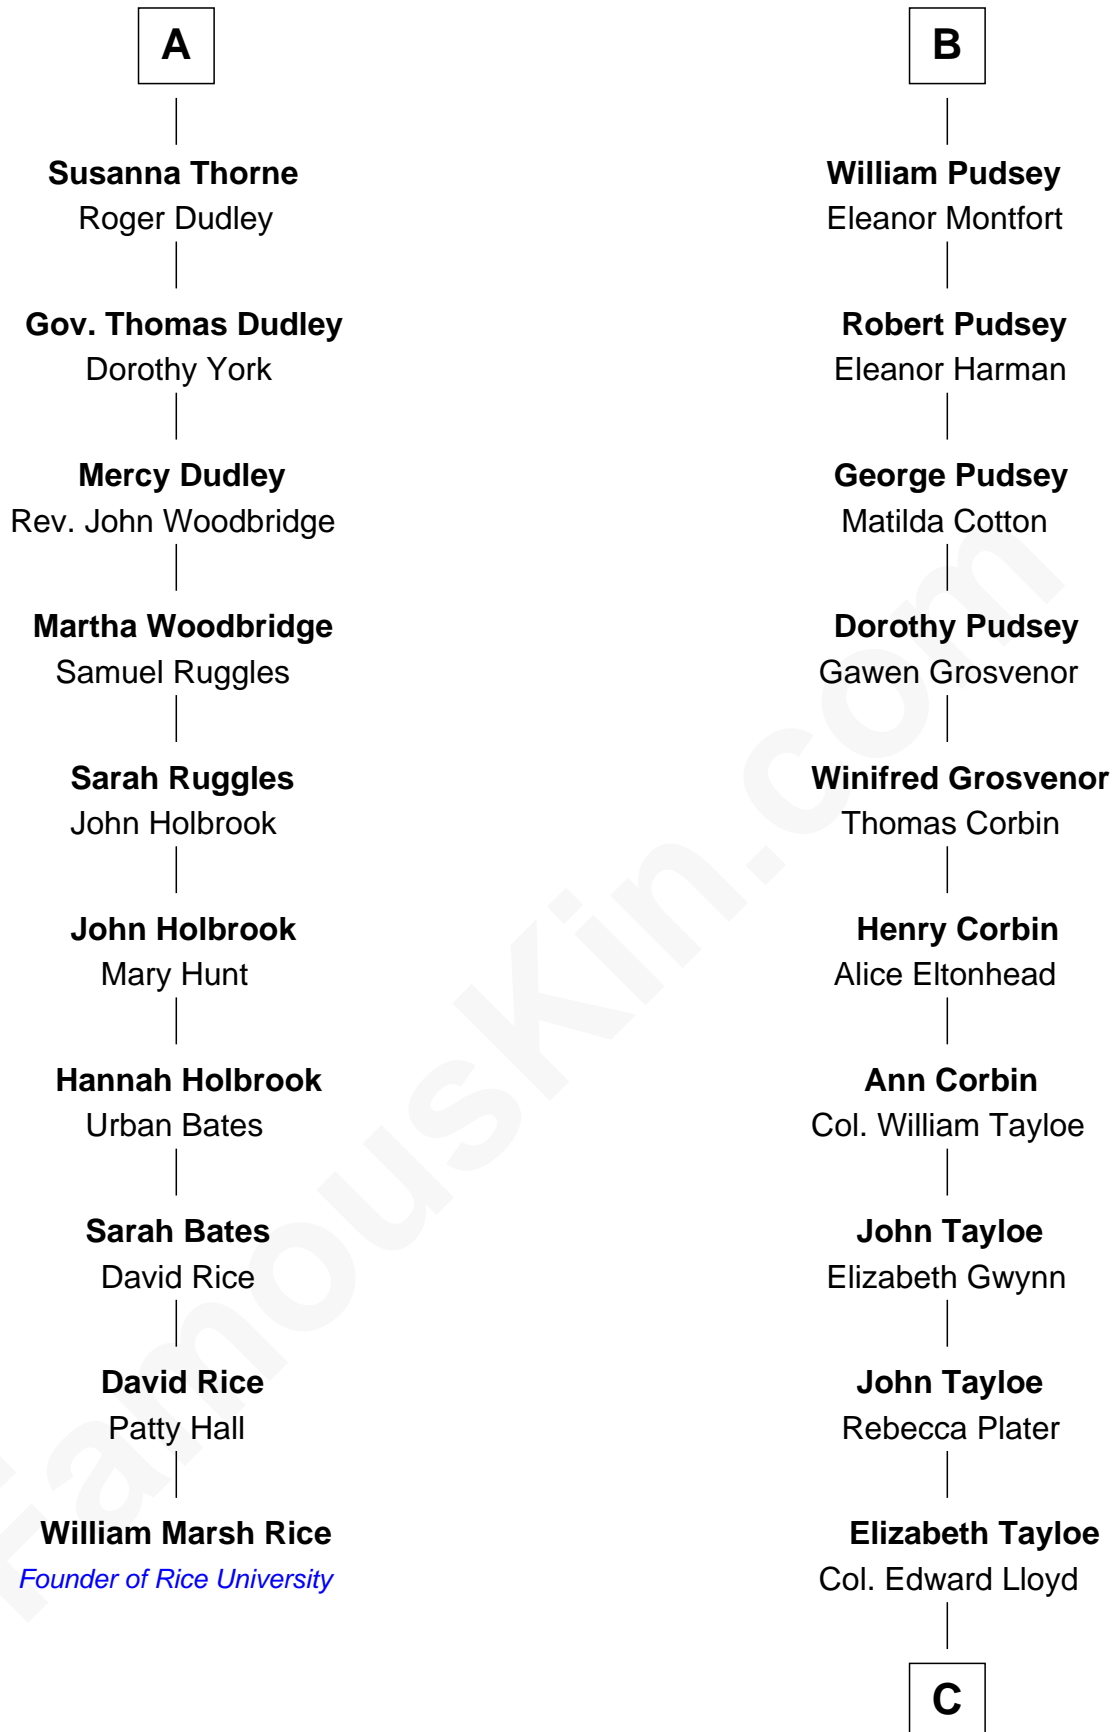 A
Susanna Thorne
Roger Dudley
Gov. Thomas Dudley
Dorothy York
Mercy Dudley
Rev. John Woodbridge
Martha Woodbridge
Samuel Ruggles
Sarah Ruggles
John Holbrook
John Holbrook
Mary Hunt
Hannah Holbrook
Urban Bates
Sarah Bates
David Rice
David Rice
Patty Hall
William Marsh Rice
Founder of Rice University
B
William Pudsey
Eleanor Montfort
Robert Pudsey
Eleanor Harman
George Pudsey
Matilda Cotton
Dorothy Pudsey
Gawen Grosvenor
Winifred Grosvenor
Thomas Corbin
Henry Corbin
Alice Eltonhead
Ann Corbin
Col. William Tayloe
John Tayloe
Elizabeth Gwynn
John Tayloe
Rebecca Plater
Elizabeth Tayloe
Col. Edward Lloyd
C
FamousKin.com